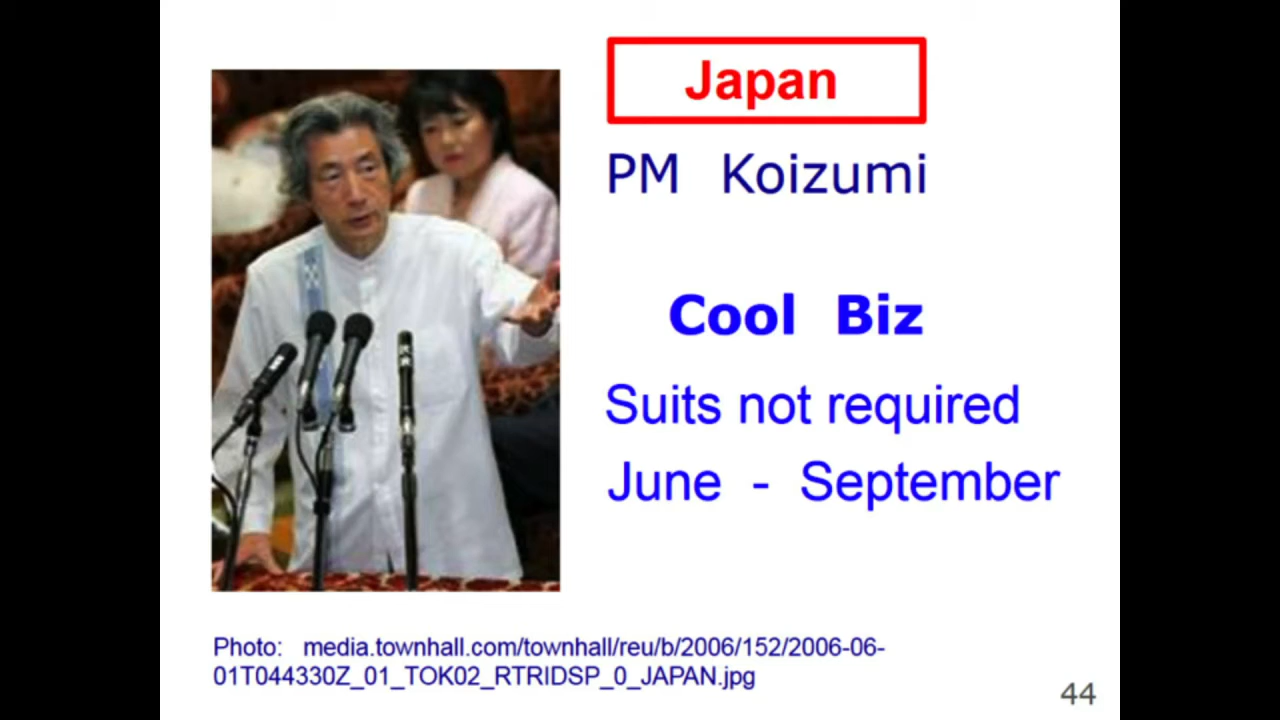 Japan
PM Koizumi
Cool Biz
Suits not required
June - September
Photo: media.townhall.com/townhall/reu/b/2006/152/2006-06-
01T044330Z_01_TOK02_RTRIDSP_0_JAPAN.jpg
44